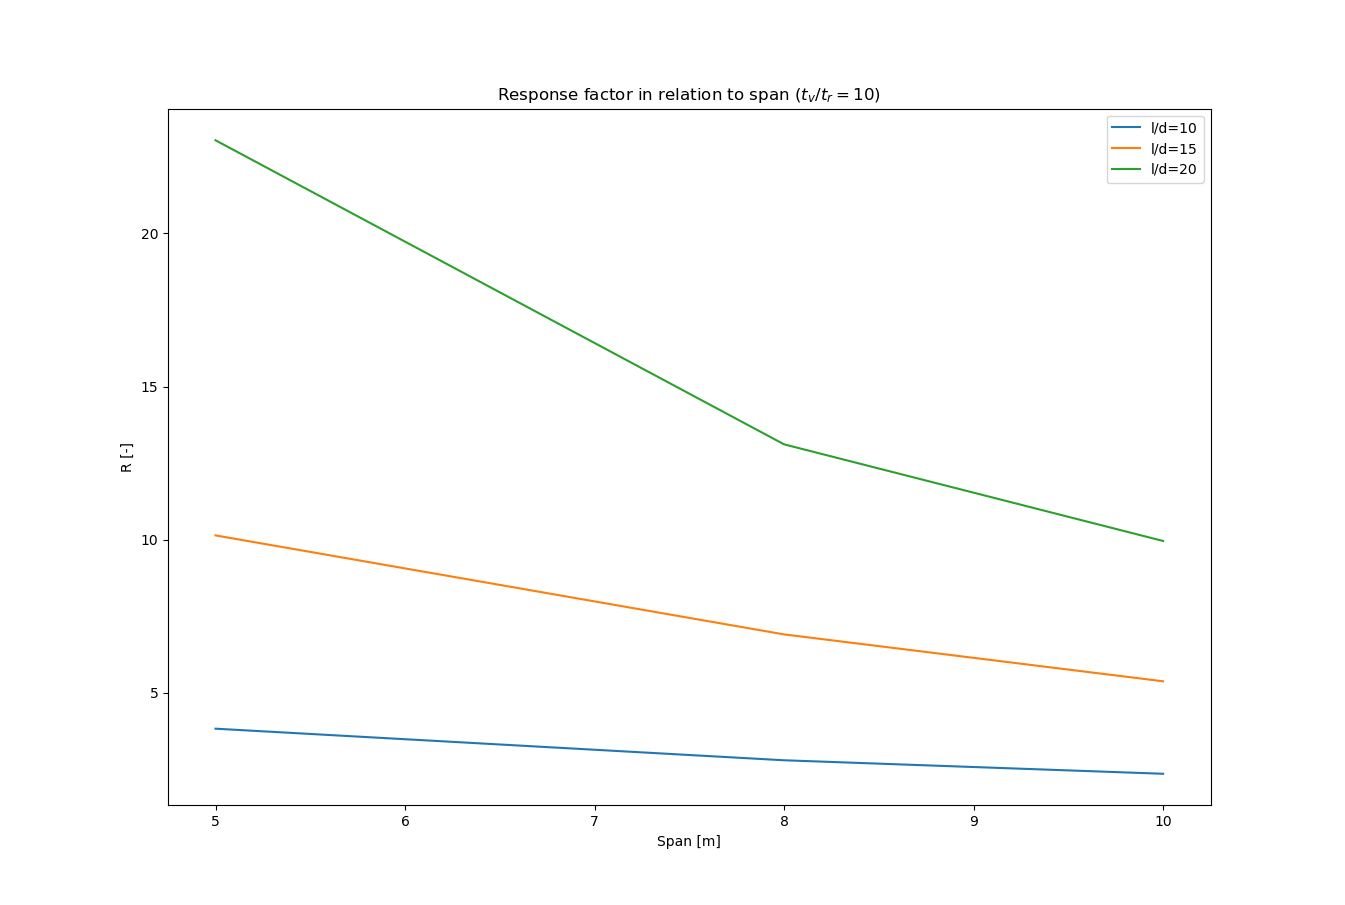 Response factor in relation to span ($t_v/t_r = 10$)
l/d=10
l/d=15
l/d=20
20
15
10
5
R [-]
5 6 7 8 9 10
Span [m]